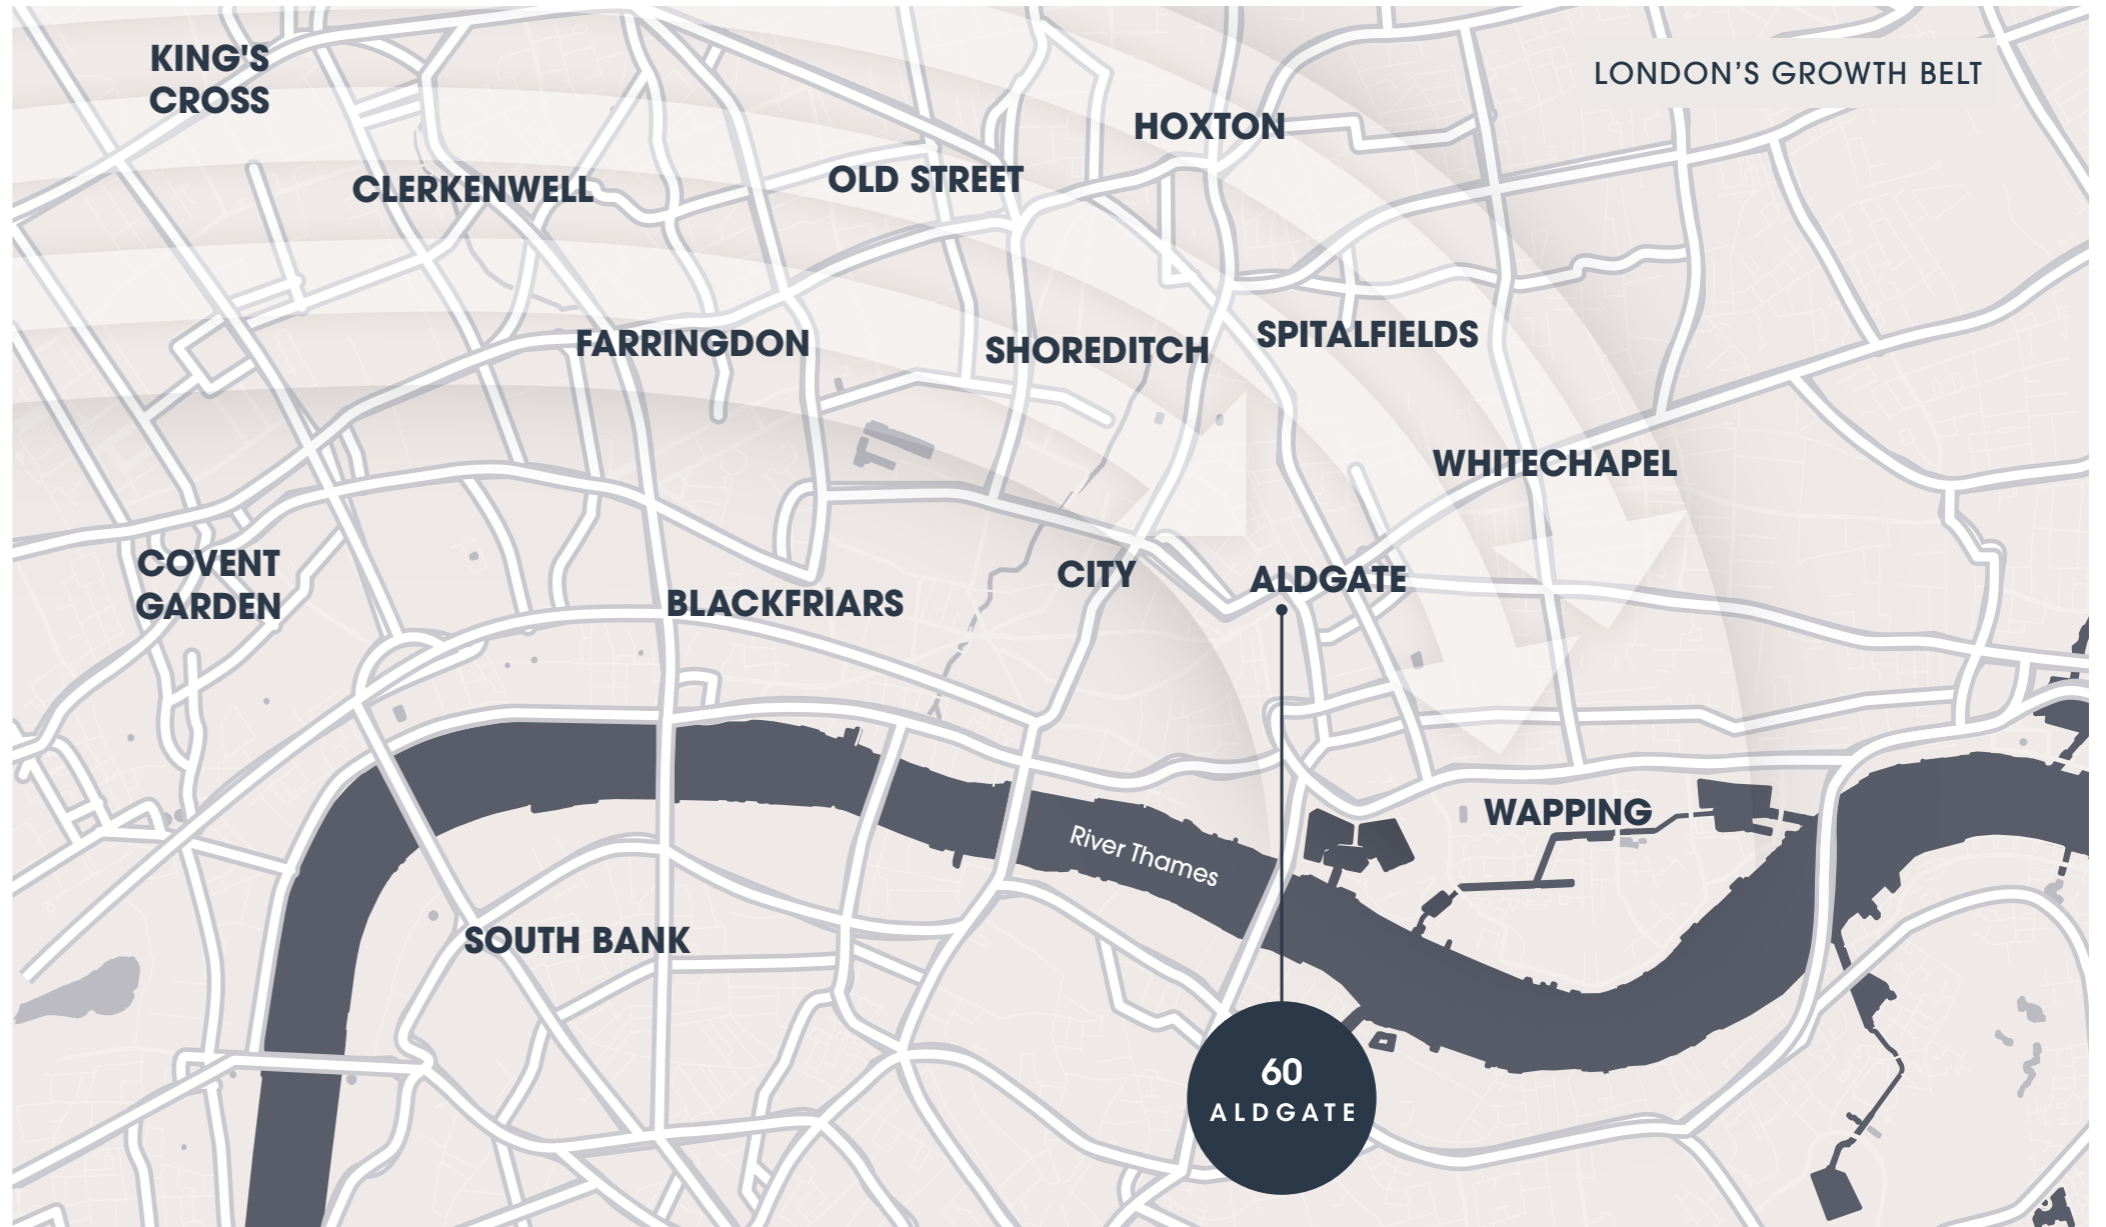 KING'S
CROSS
LONDON’S GROWTH BELT
HOXTON
CLERKENWELL
OLD STREET
FARRINGDON
SHOREDITCH
SPITALFIELDS
WHITECHAPEL
COVENT
GARDEN
BLACKFRIARS
CITY
ALDGATE
WAPPING
River Thames
SOUTH BANK
60
ALDGATE